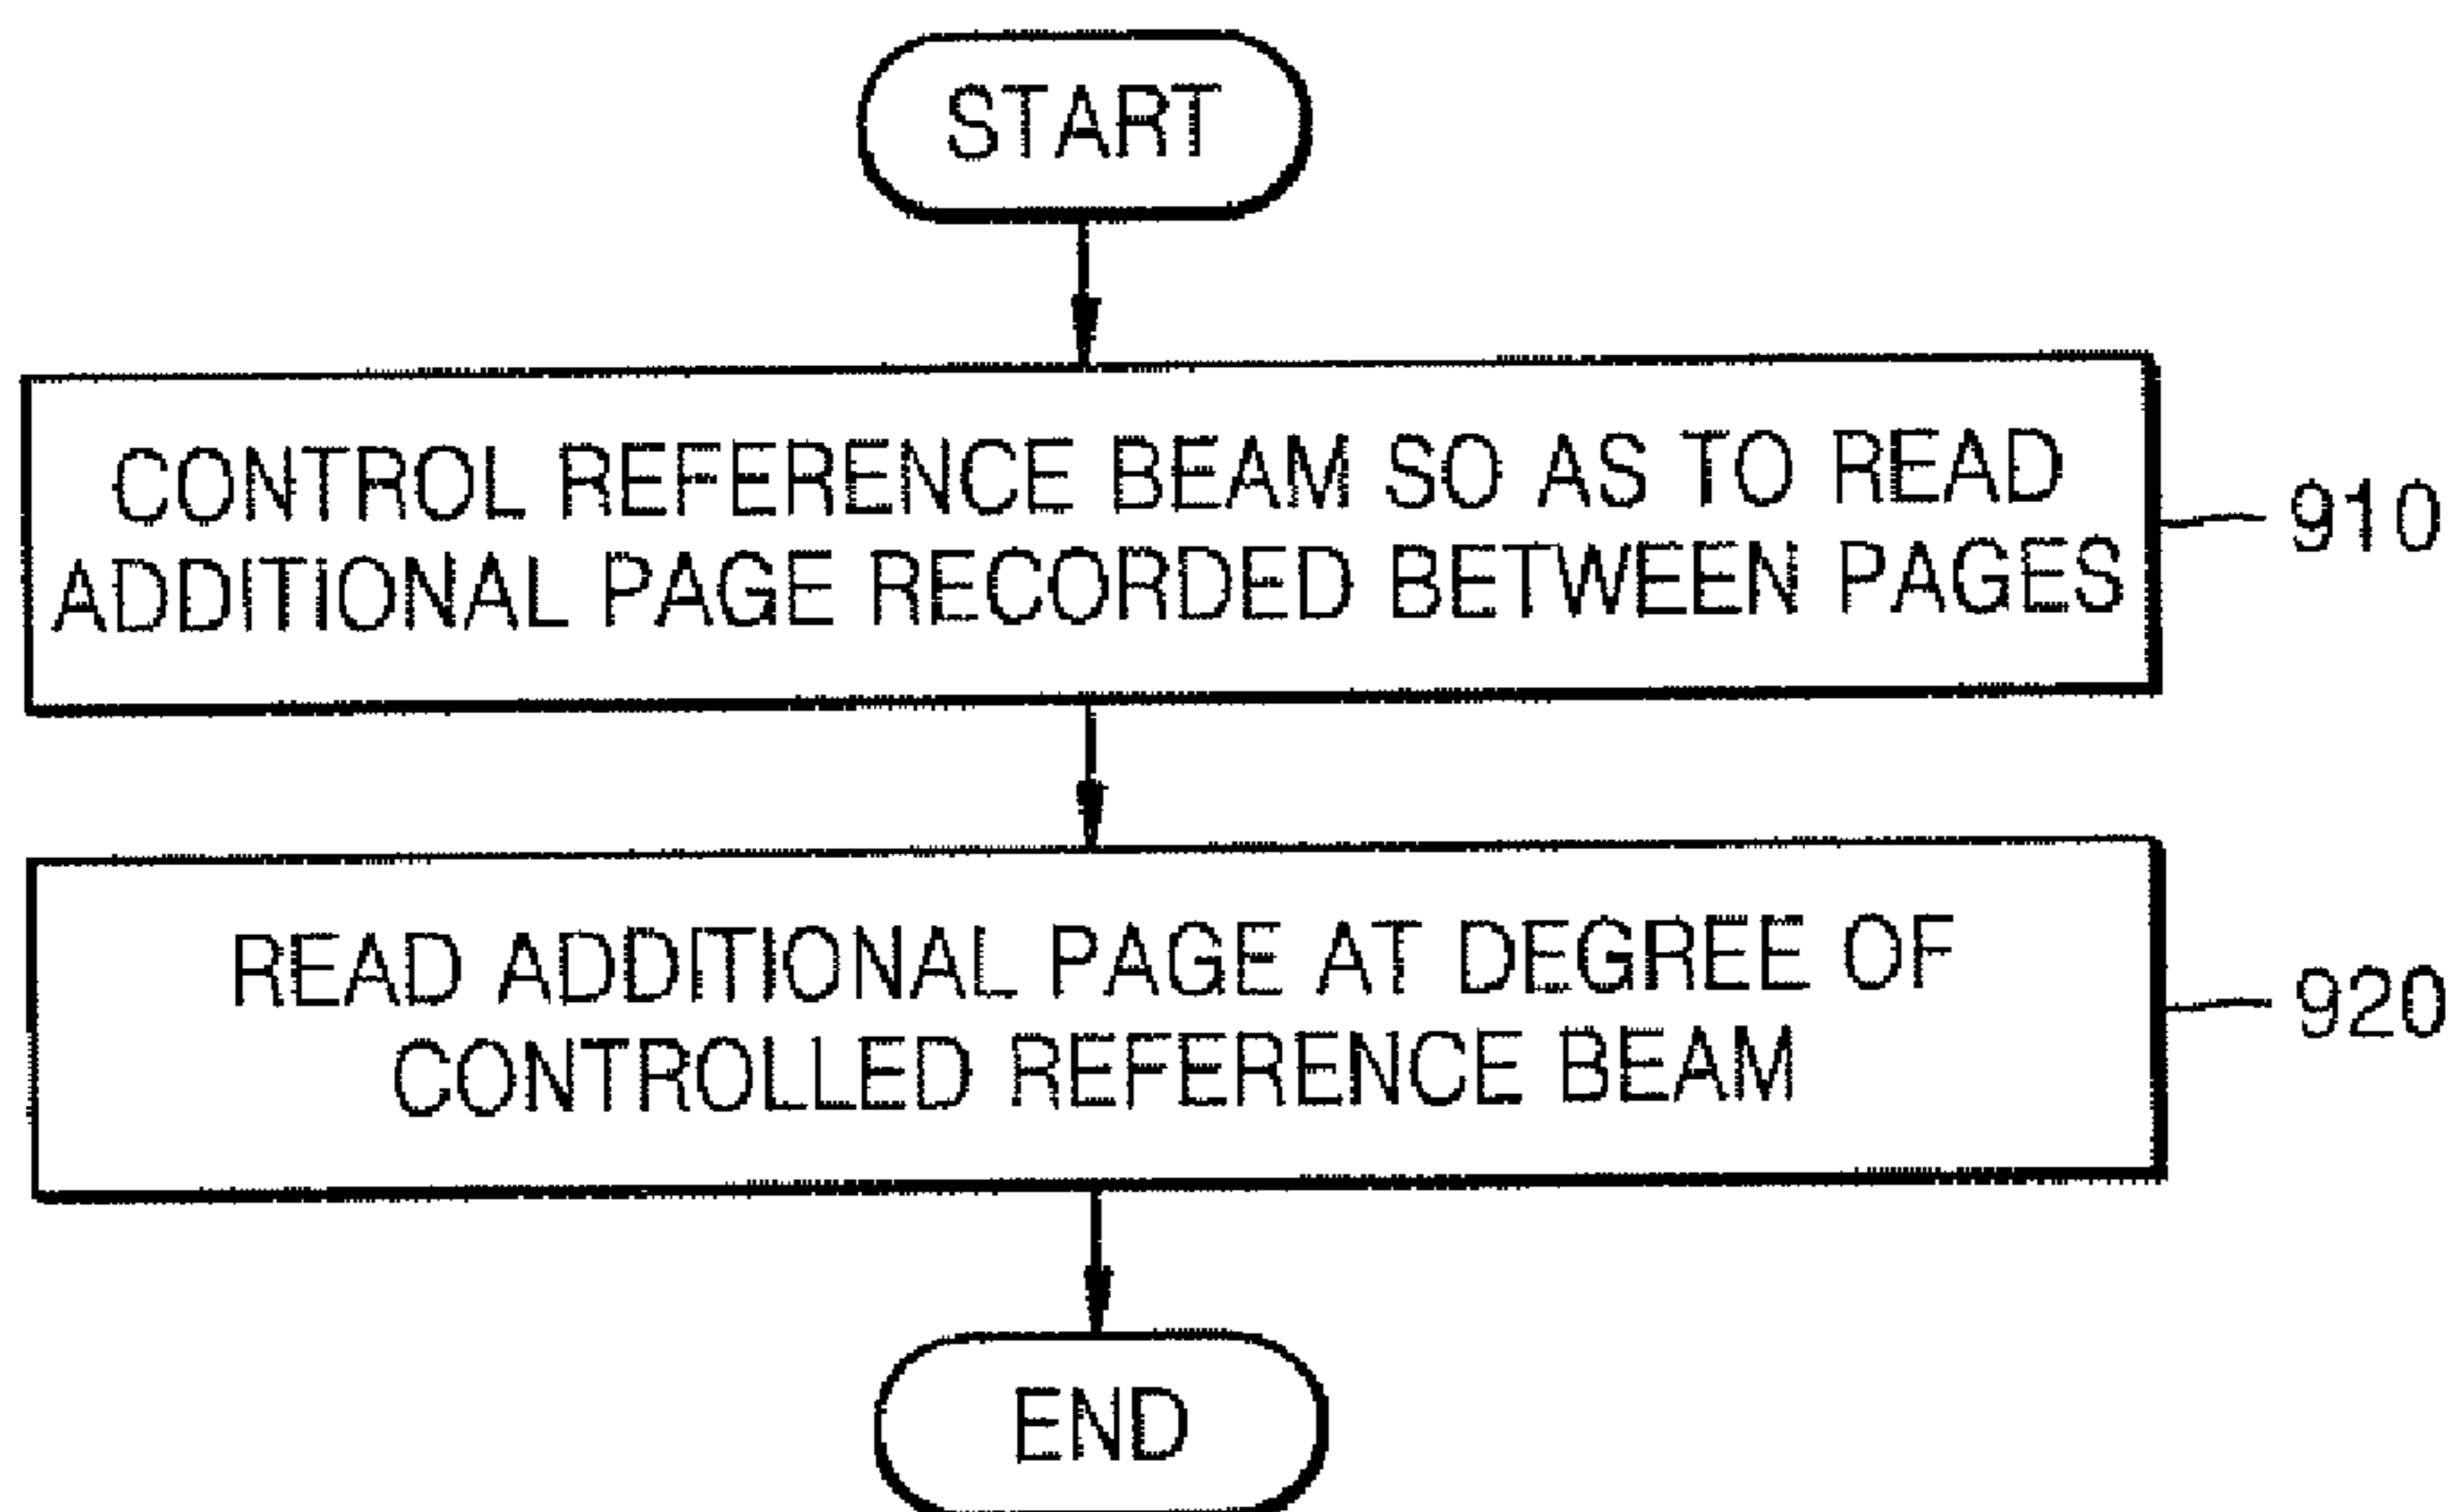 START
CONTROL REFERENCE BEAM SO AS TO READ
ADDITIONAL PAGE RECORDED BETWEEN PAGES
910
READ ADDITIONAL PAGE AT DEGREE OF
CONTROLLED REFERENCE BEAM
920
END